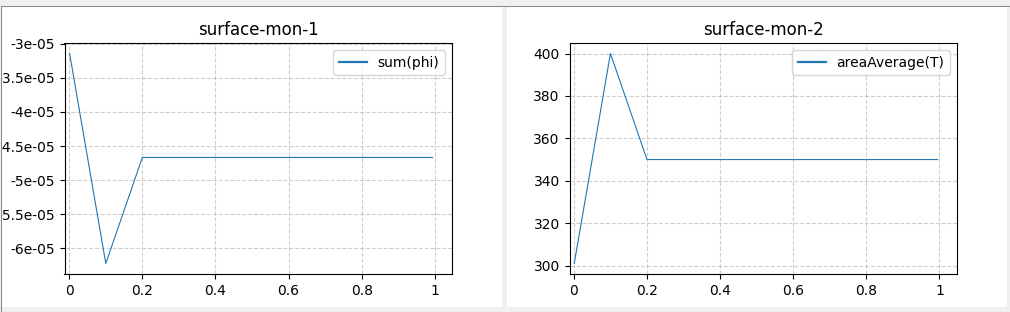 surface-mon-1
-3e-05
3.5e-05
-4e-05
4.5e-05
-5e-05
5.5e-05
-6e-05
sum(phi)
0 0.2 0.4 0.6 0.8 1
surface-mon-2
400
380
360
340
320
300
areaAverage(T)
0 0.2 0.4 0.6 0.8 1